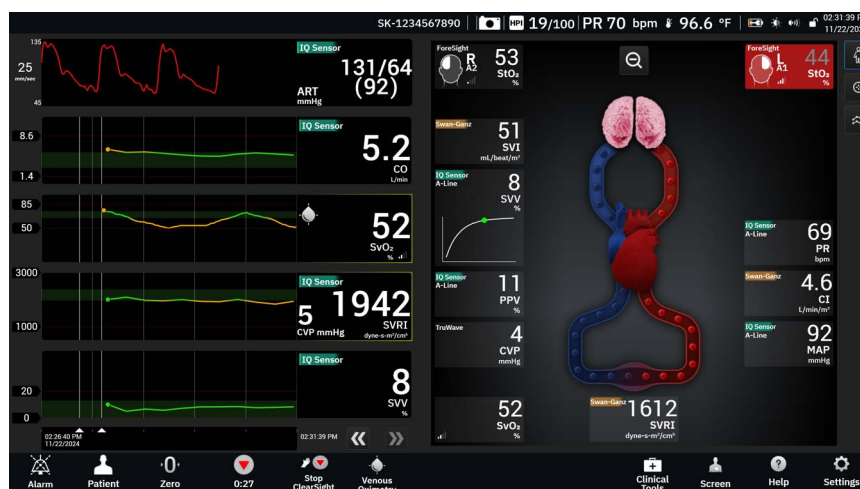 SK-1234567890
HPI 19/100
PR 70 bpm
96.6 °F
02:31:39 P
11/22/202
135
25
mm/sec
45
IQ Sensor
131/64
(92)
ART
mmHg
8.6
1.4
IQ Sensor
5.2
CO
L/min
85
50
52
SvO₂
%
3000
1000
IQ Sensor
5
CVP mmHg
1942
SVRI
dyne-s-m²/cm⁵
20
0
IQ Sensor
8
SVV
%
02:26:40 PM
11/22/2024
02:31:39 PM
ForeSight
R
A2
53
StO₂
%
ForeSight
L
A1
44
StO₂
%
Swan-Ganz
51
SVI
mL/beat/m²
IQ Sensor
A-Line
8
SVV
%
IQ Sensor
A-Line
11
PPV
%
TruWave
4
CVP
mmHg
52
SvO₂
%
Swan-Ganz
1612
SVRI
dyne-s-m²/cm⁵
IQ Sensor
A-Line
69
PR
bpm
Swan-Ganz
4.6
CI
L/min/m²
IQ Sensor
A-Line
92
MAP
mmHg
Alarm
Patient
0
Zero
0:27
Stop
ClearSight
Venous
Oximetry
Clinical
Tools
Screen
Help
Settings